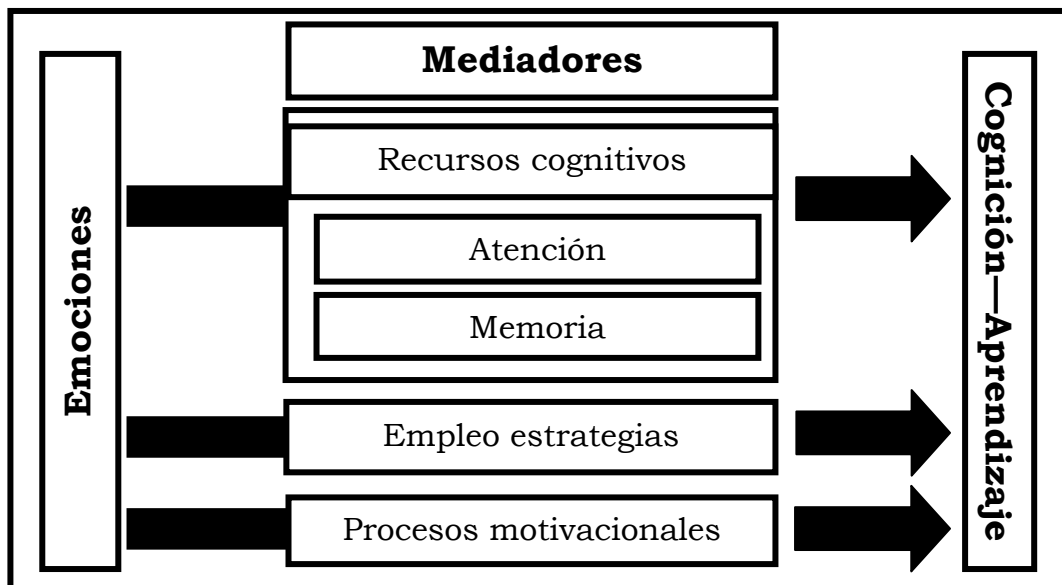 Emociones
Mediadores
Recursos cognitivos
Atención
Memoria
Empleo estrategias
Procesos motivacionales
Cognición—Aprendizaje